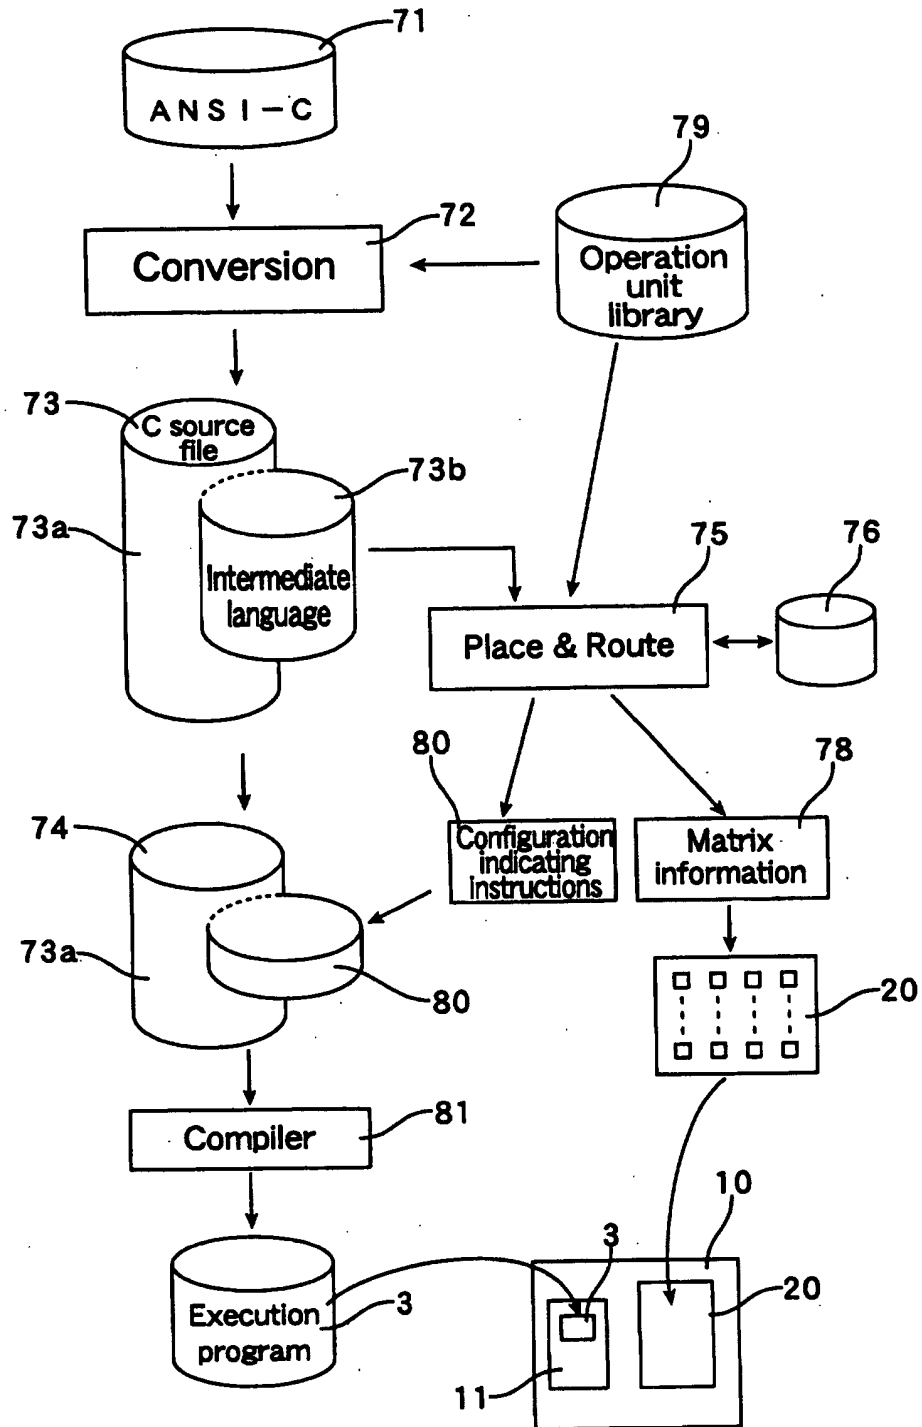 71
ANSI-C
79
72
Conversion
Operation
unit
library
73
C source
file
73b
73a
Intermediate
language
75
76
Place & Route
80
78
74
Configuration
indicating
instructions
Matrix
information
73a
80
20
81
Compiler
10
3
Execution
program
3
20
11